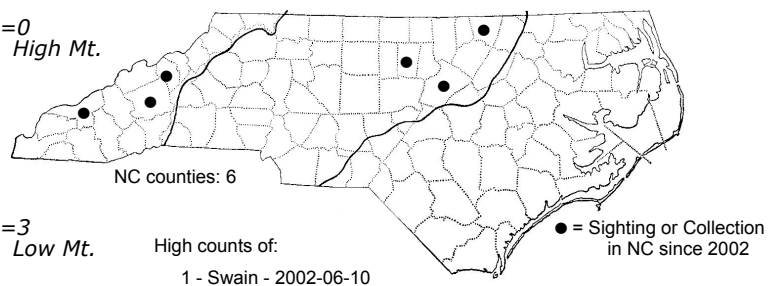 =0
High Mt.
NC counties: 6
=3
Low Mt.
High counts of:
1 - Swain - 2002-06-10
● = Sighting or Collection
in NC since 2002